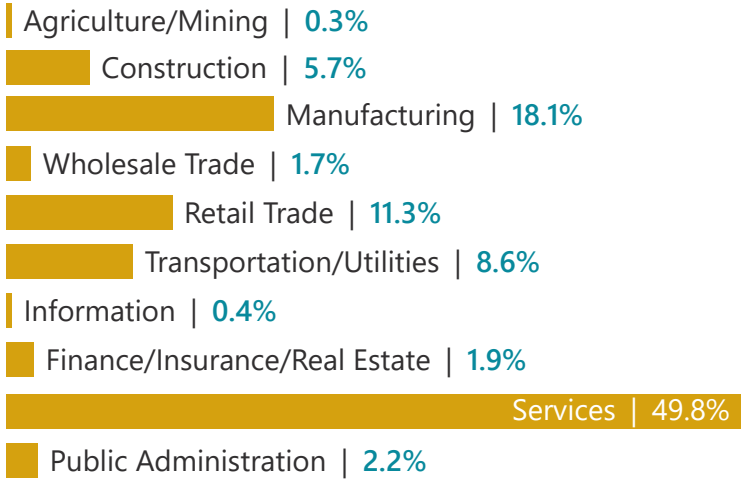 Agriculture/Mining | 0.3%
Construction | 5.7%
Manufacturing | 18.1%
Wholesale Trade | 1.7%
Retail Trade | 11.3%
Transportation/Utilities | 8.6%
Information | 0.4%
Finance/Insurance/Real Estate | 1.9%
Services | 49.8%
Public Administration | 2.2%